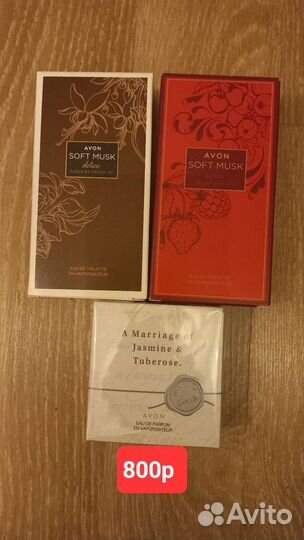 AVON
SOFT MUSK
delice
FLEUR DE CHOCOLAT
EAU DE TOILETTE
EN VAPORISATEUR
AVON
SOFT MUSK
EAU DE TOILETTE
EN VAPORISATEUR
A Marriage of
Jasmine &
Tuberose.
AVON
EAU DE PARFUM
EN VAPORISATEUR
800р
Avito